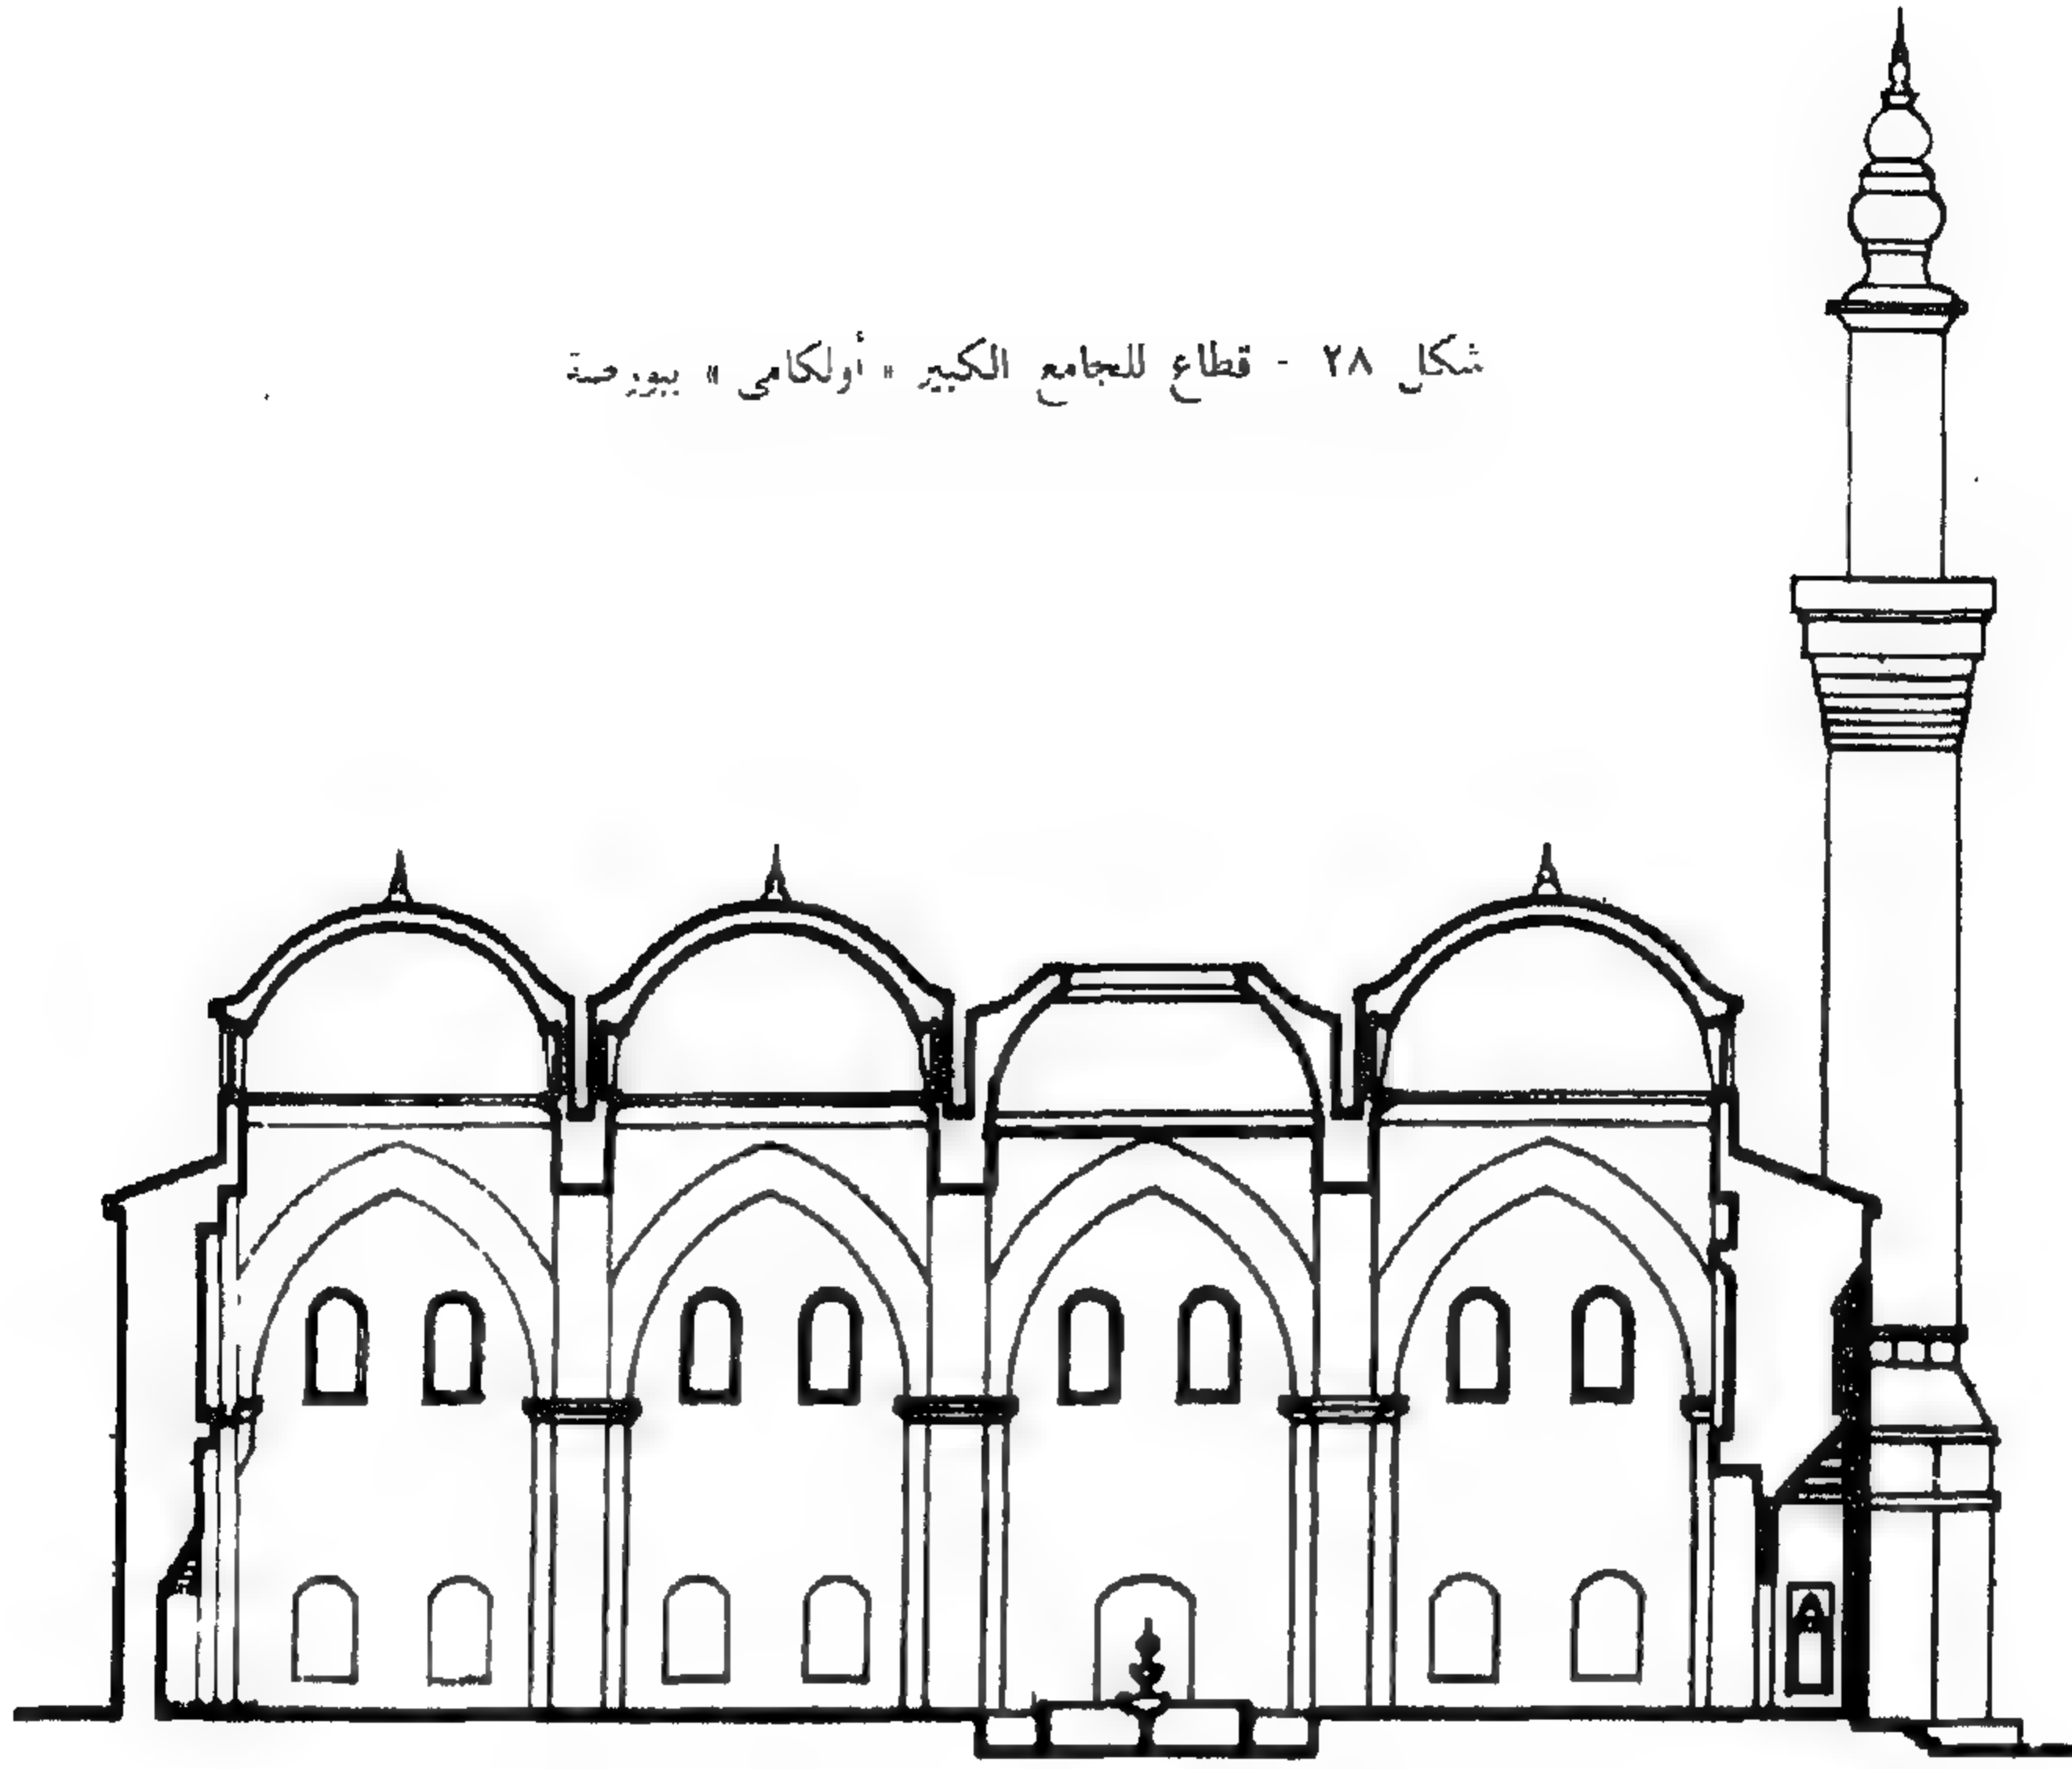 شكل ٢٨ - قطاع للجامع الكبير « أولكامى » ببورصة